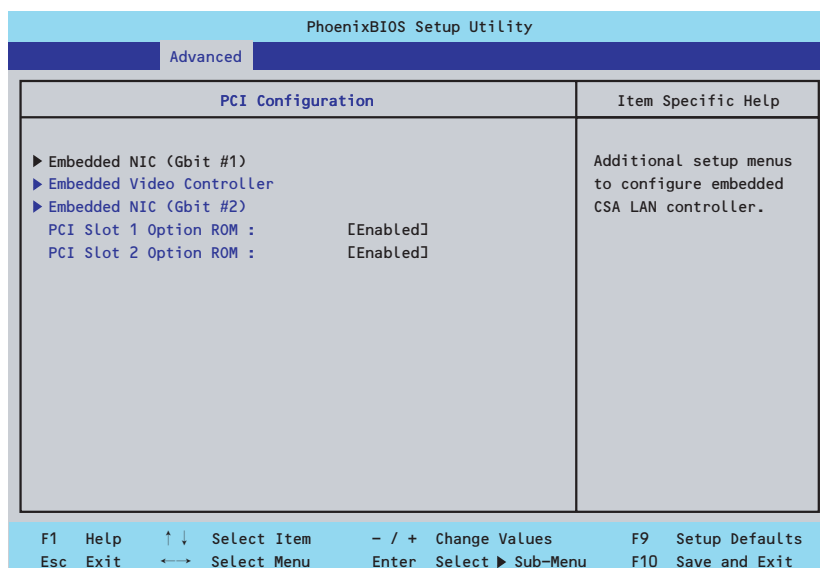 PhoenixBIOS Setup Utility
Advanced
PCI Configuration
Item Specific Help
▶ Embedded NIC (Gbit #1)
▶ Embedded Video Controller
▶ Embedded NIC (Gbit #2)
PCI Slot 1 Option ROM : [Enabled]
PCI Slot 2 Option ROM : [Enabled]
Additional setup menus
to configure embedded
CSA LAN controller.
F1 Help ↑↓ Select Item - / + Change Values F9 Setup Defaults
Esc Exit ←→ Select Menu Enter Select ▶ Sub-Menu F10 Save and Exit